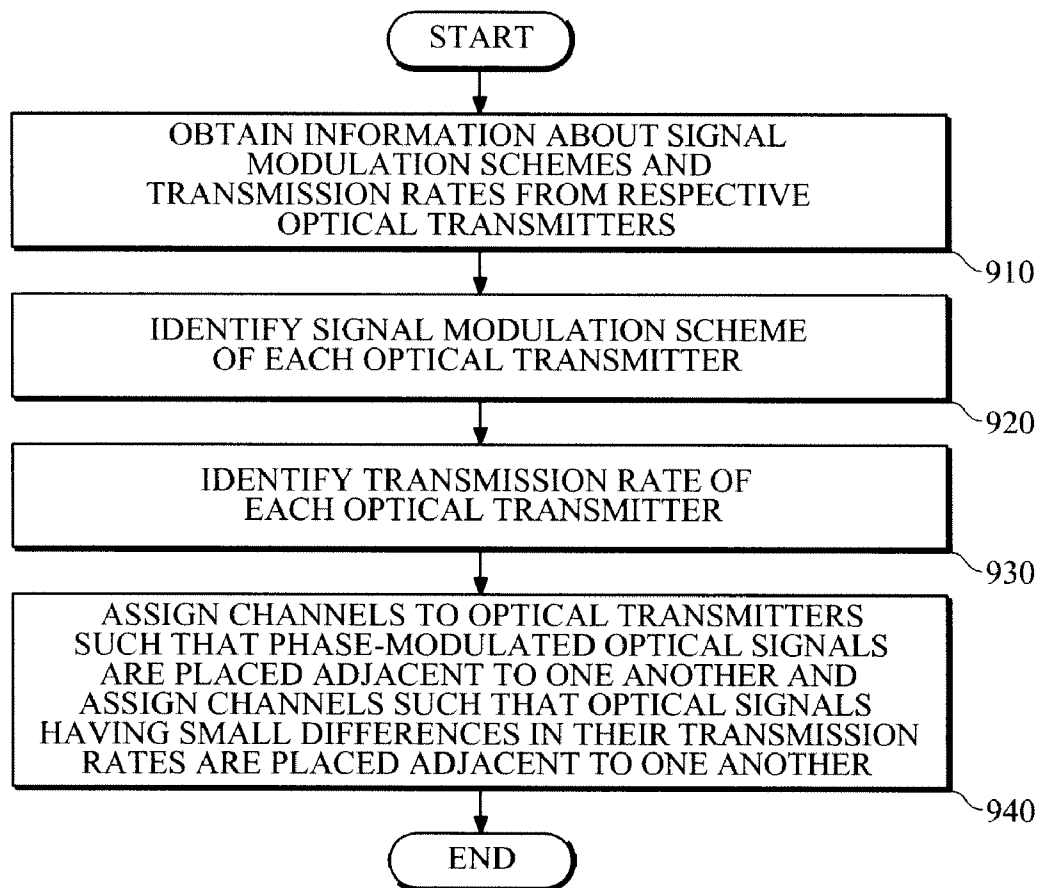 START
OBTAIN INFORMATION ABOUT SIGNAL
MODULATION SCHEMES AND
TRANSMISSION RATES FROM RESPECTIVE
OPTICAL TRANSMITTERS
910
IDENTIFY SIGNAL MODULATION SCHEME
OF EACH OPTICAL TRANSMITTER
920
IDENTIFY TRANSMISSION RATE OF
EACH OPTICAL TRANSMITTER
930
ASSIGN CHANNELS TO OPTICAL TRANSMITTERS
SUCH THAT PHASE-MODULATED OPTICAL SIGNALS
ARE PLACED ADJACENT TO ONE ANOTHER AND
ASSIGN CHANNELS SUCH THAT OPTICAL SIGNALS
HAVING SMALL DIFFERENCES IN THEIR TRANSMISSION
RATES ARE PLACED ADJACENT TO ONE ANOTHER
940
END